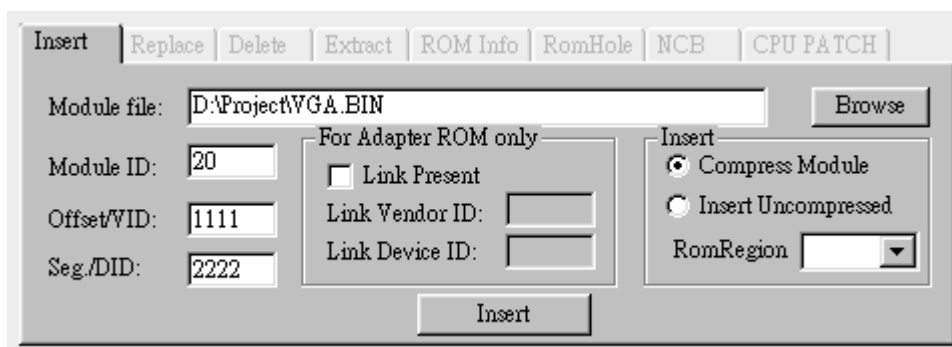 Insert Replace Delete Extract ROM Info RomHole NCB CPU PATCH
Module file: D:\Project\VGA.BIN Browse
Module ID: 20
Offset/VID: 1111
Seg./DID: 2222
For Adapter ROM only
Link Present
Link Vendor ID:
Link Device ID:
Insert
Compress Module
Insert Uncompressed
RomRegion
Insert